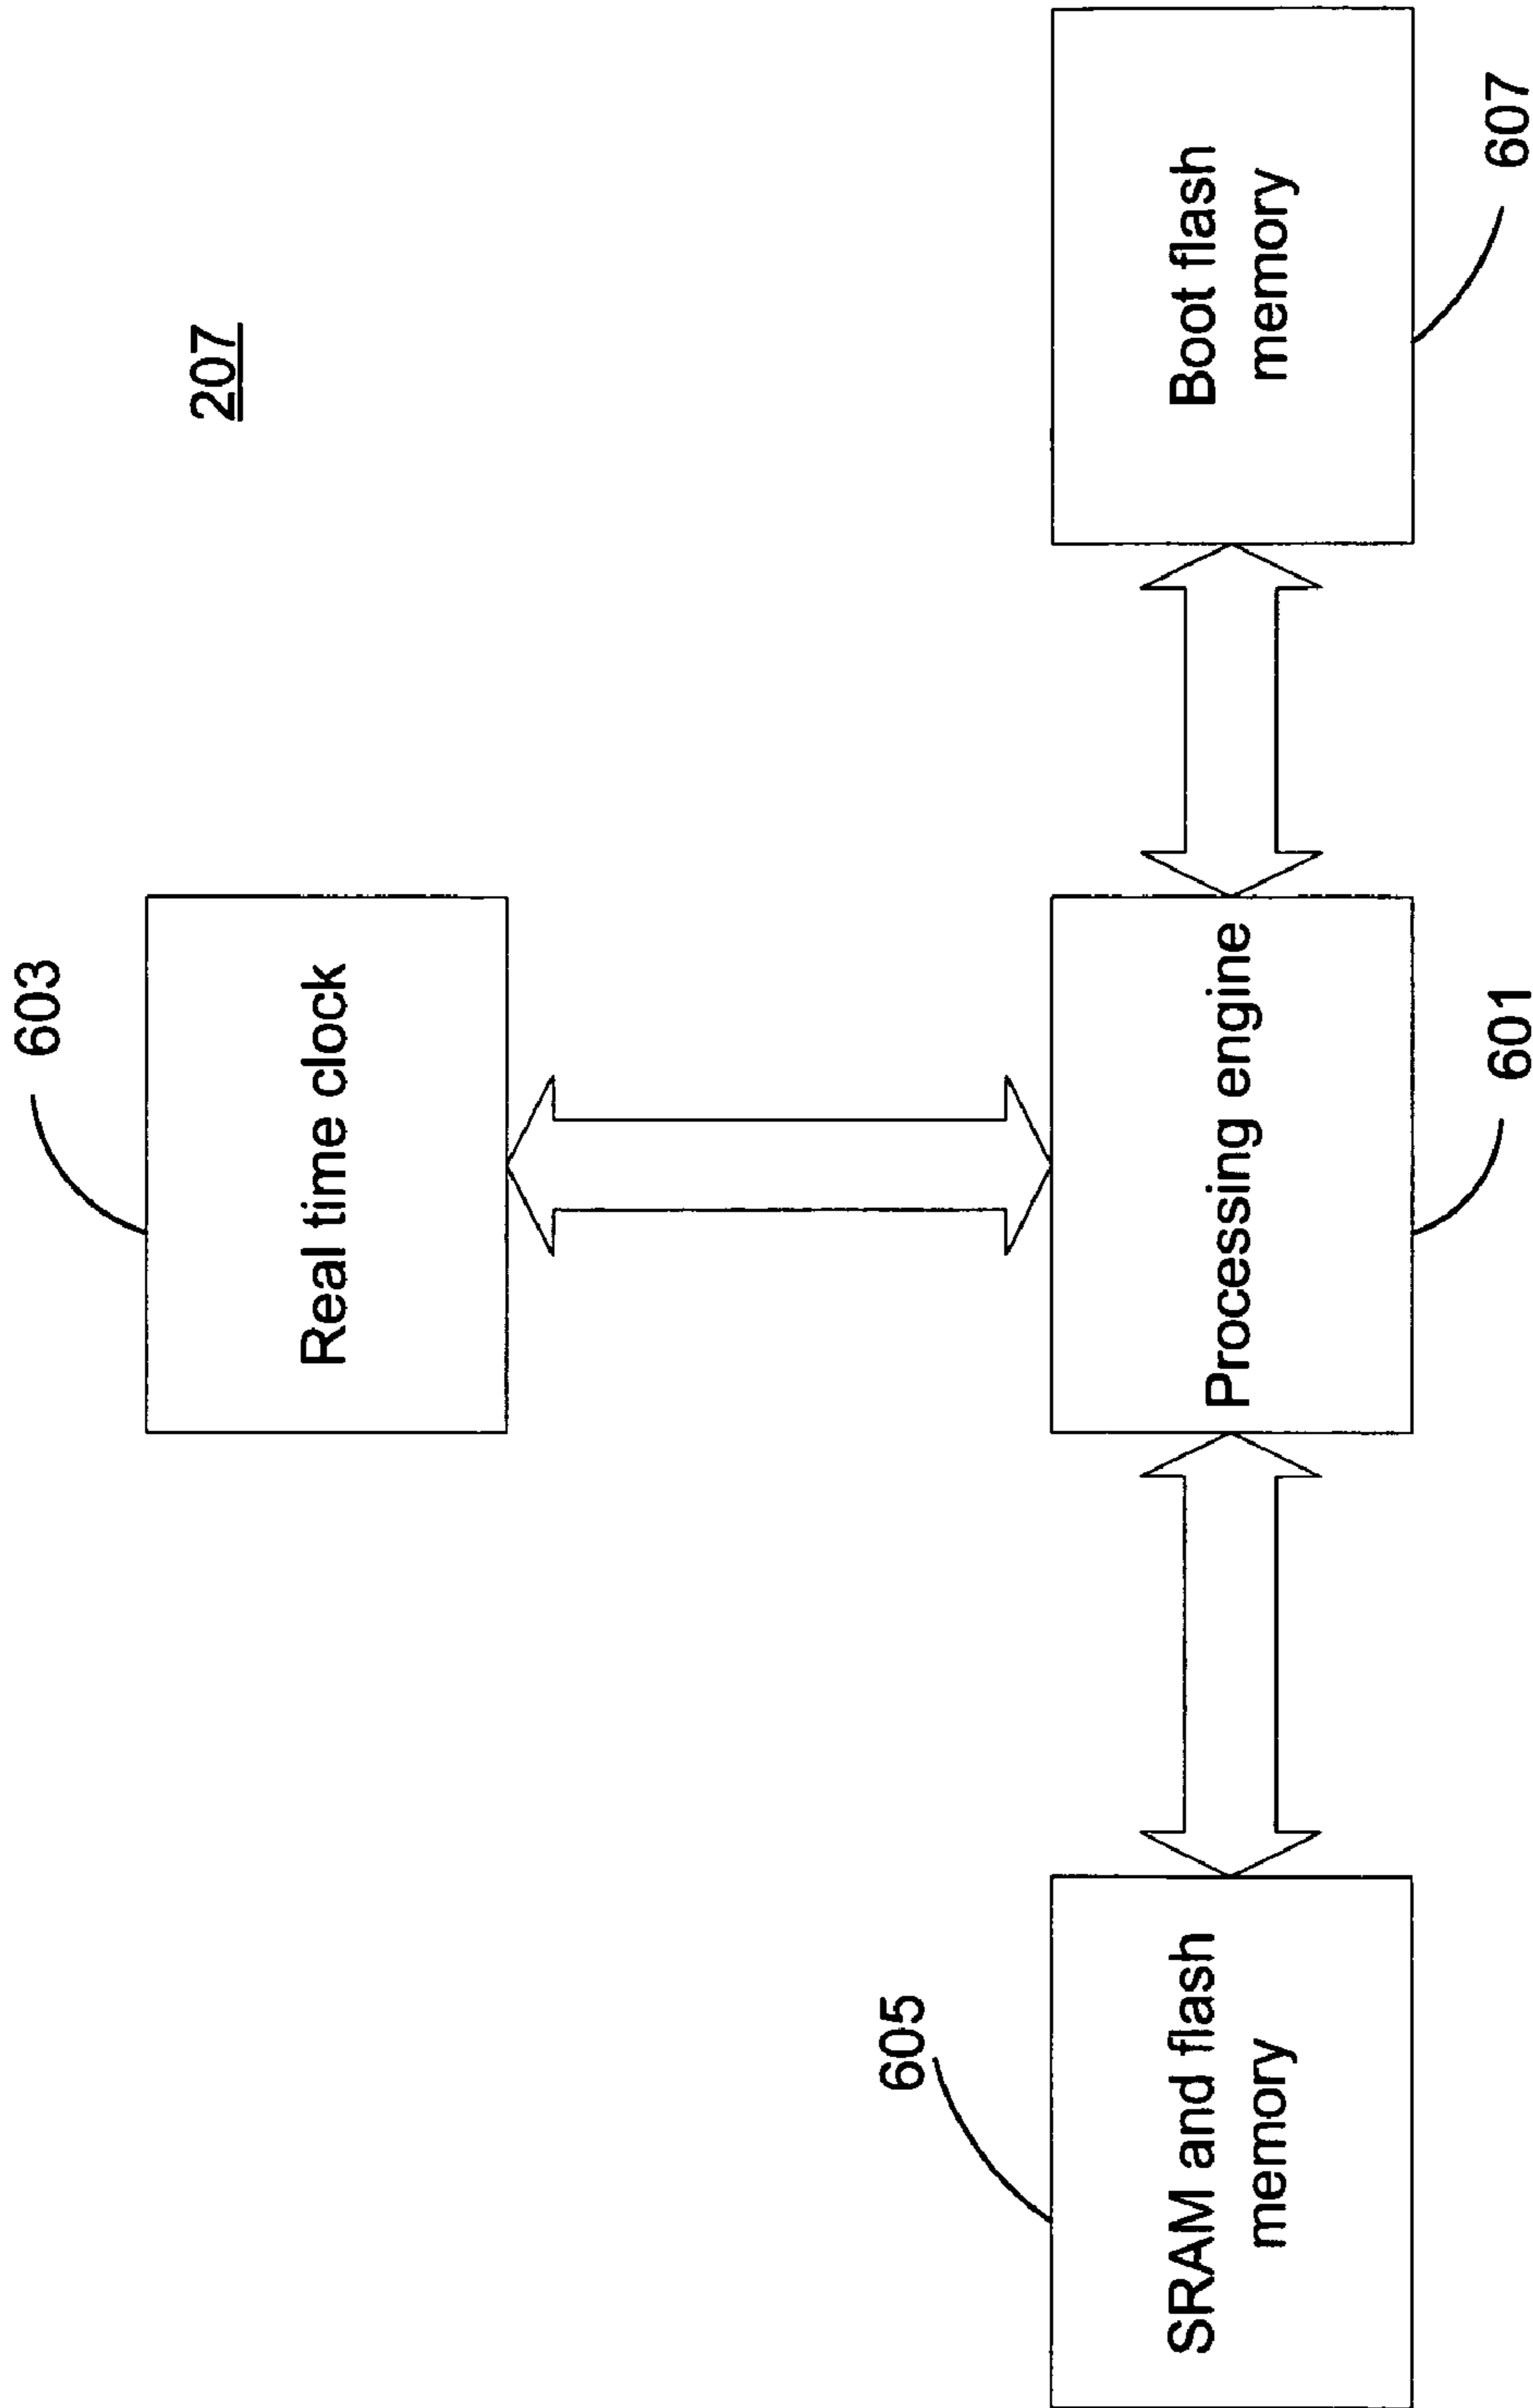 603
Real time clock
207
605
SRAM and flash
memory
Processing engine
601
Boot flash
memory
607